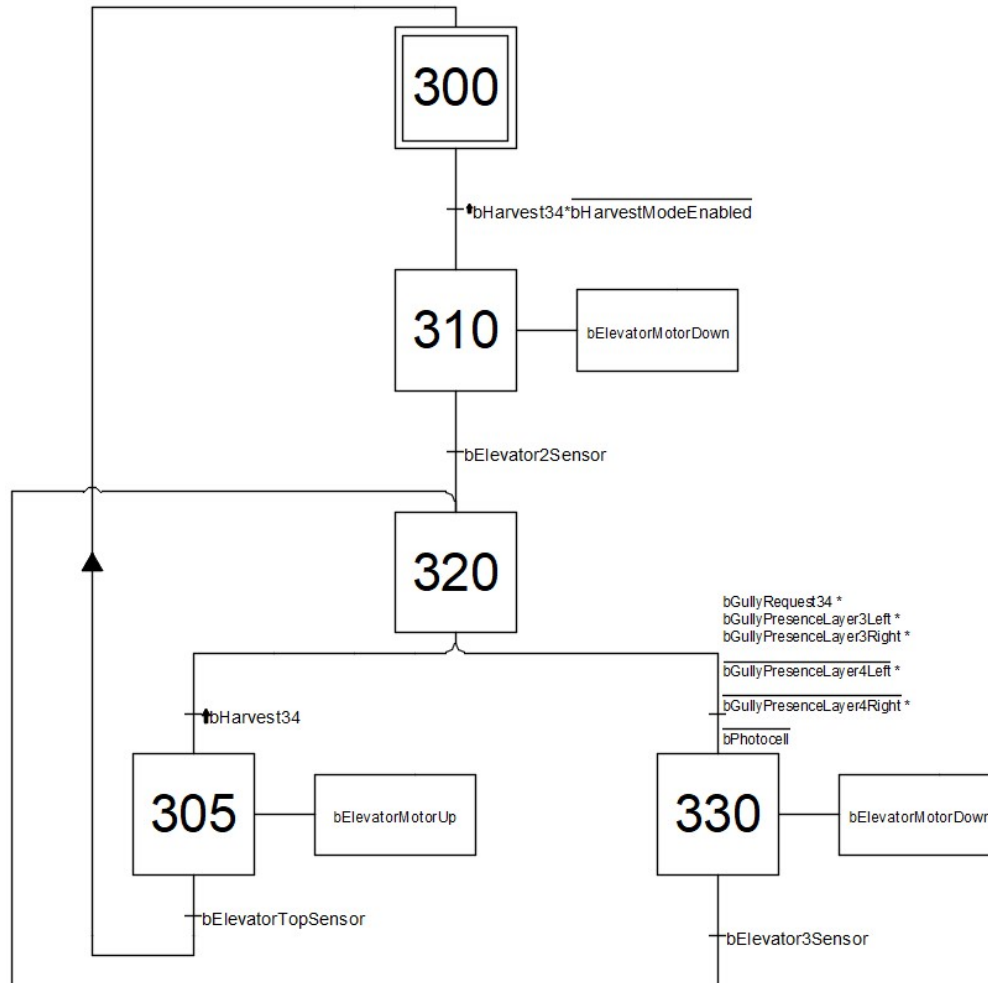 300
bHarvest34*bHarvestModeEnabled
310
bElevatorMotorDown
bElevator2Sensor
320
bGullyRequest34 *
bGullyPresenceLayer3Left *
bGullyPresenceLayer3Right *
bGullyPresenceLayer4Left *
bGullyPresenceLayer4Right *
bPhotocell
bHarvest34
305
bElevatorMotorUp
330
bElevatorMotorDown
bElevatorTopSensor
bElevator3Sensor